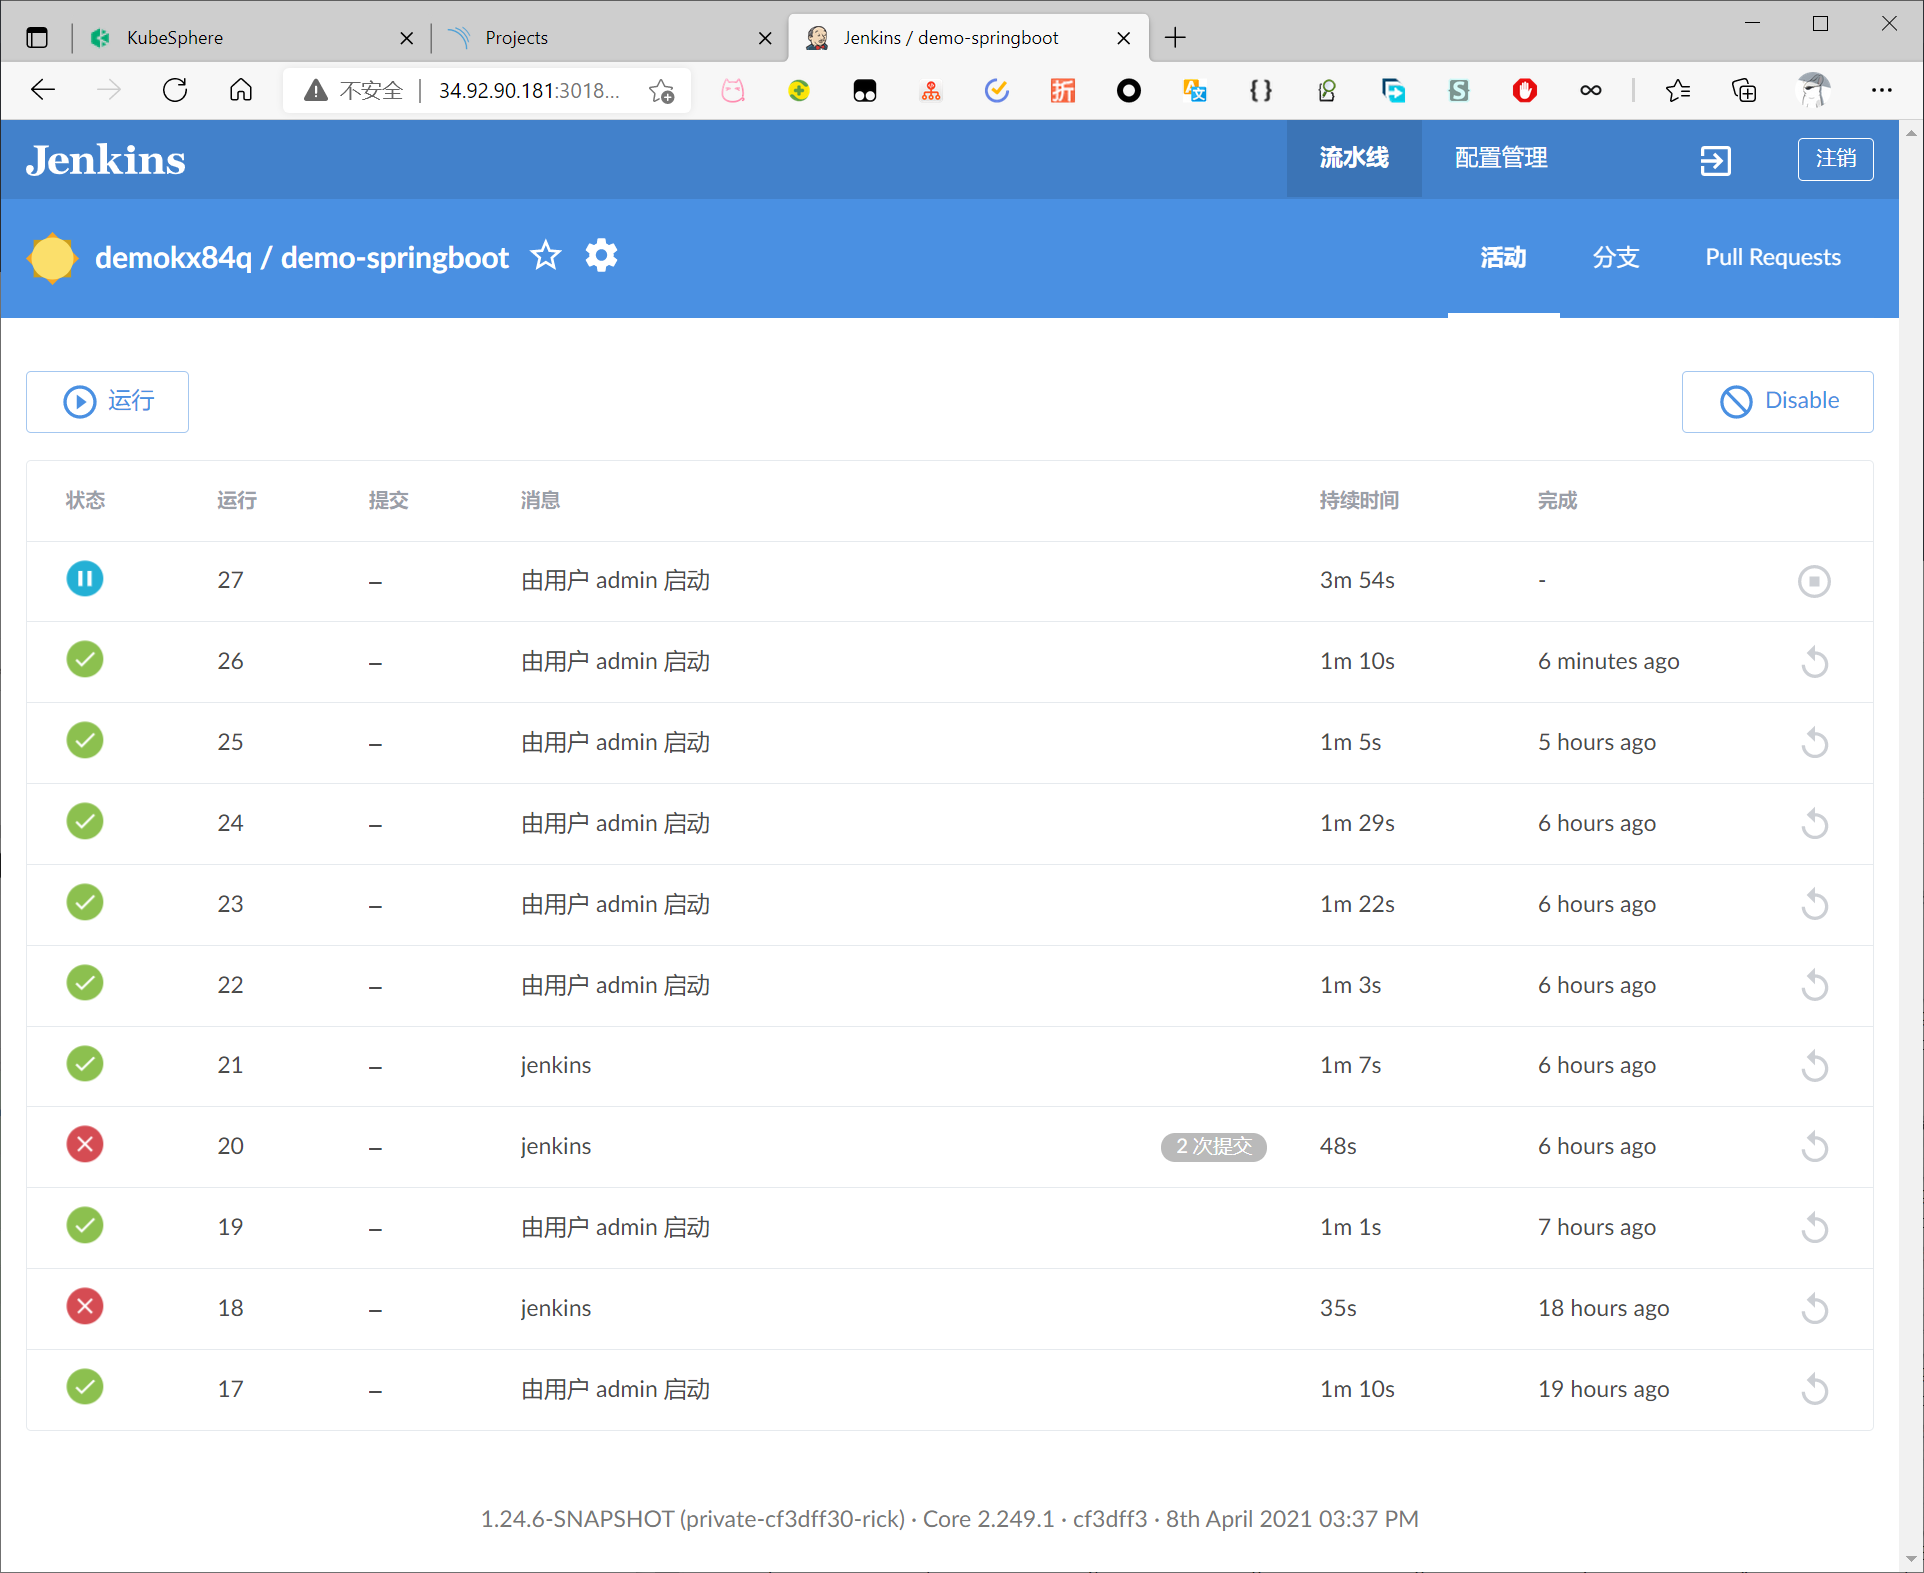 KubeSphere
Projects
Jenkins / demo-springboot
不安全 34.92.90.181:3018...
折
文
{}
S
Jenkins
流水线
配置管理
注销
demokx84q / demo-springboot
活动
分支
Pull Requests
运行
Disable
状态 运行 提交 消息 持续时间 完成
27 – 由用户 admin 启动 3m 54s -
26 – 由用户 admin 启动 1m 10s 6 minutes ago
25 – 由用户 admin 启动 1m 5s 5 hours ago
24 – 由用户 admin 启动 1m 29s 6 hours ago
23 – 由用户 admin 启动 1m 22s 6 hours ago
22 – 由用户 admin 启动 1m 3s 6 hours ago
21 – jenkins 1m 7s 6 hours ago
20 – jenkins 2 次提交 48s 6 hours ago
19 – 由用户 admin 启动 1m 1s 7 hours ago
18 – jenkins 35s 18 hours ago
17 – 由用户 admin 启动 1m 10s 19 hours ago
1.24.6-SNAPSHOT (private-cf3dff30-rick) · Core 2.249.1 · cf3dff3 · 8th April 2021 03:37 PM